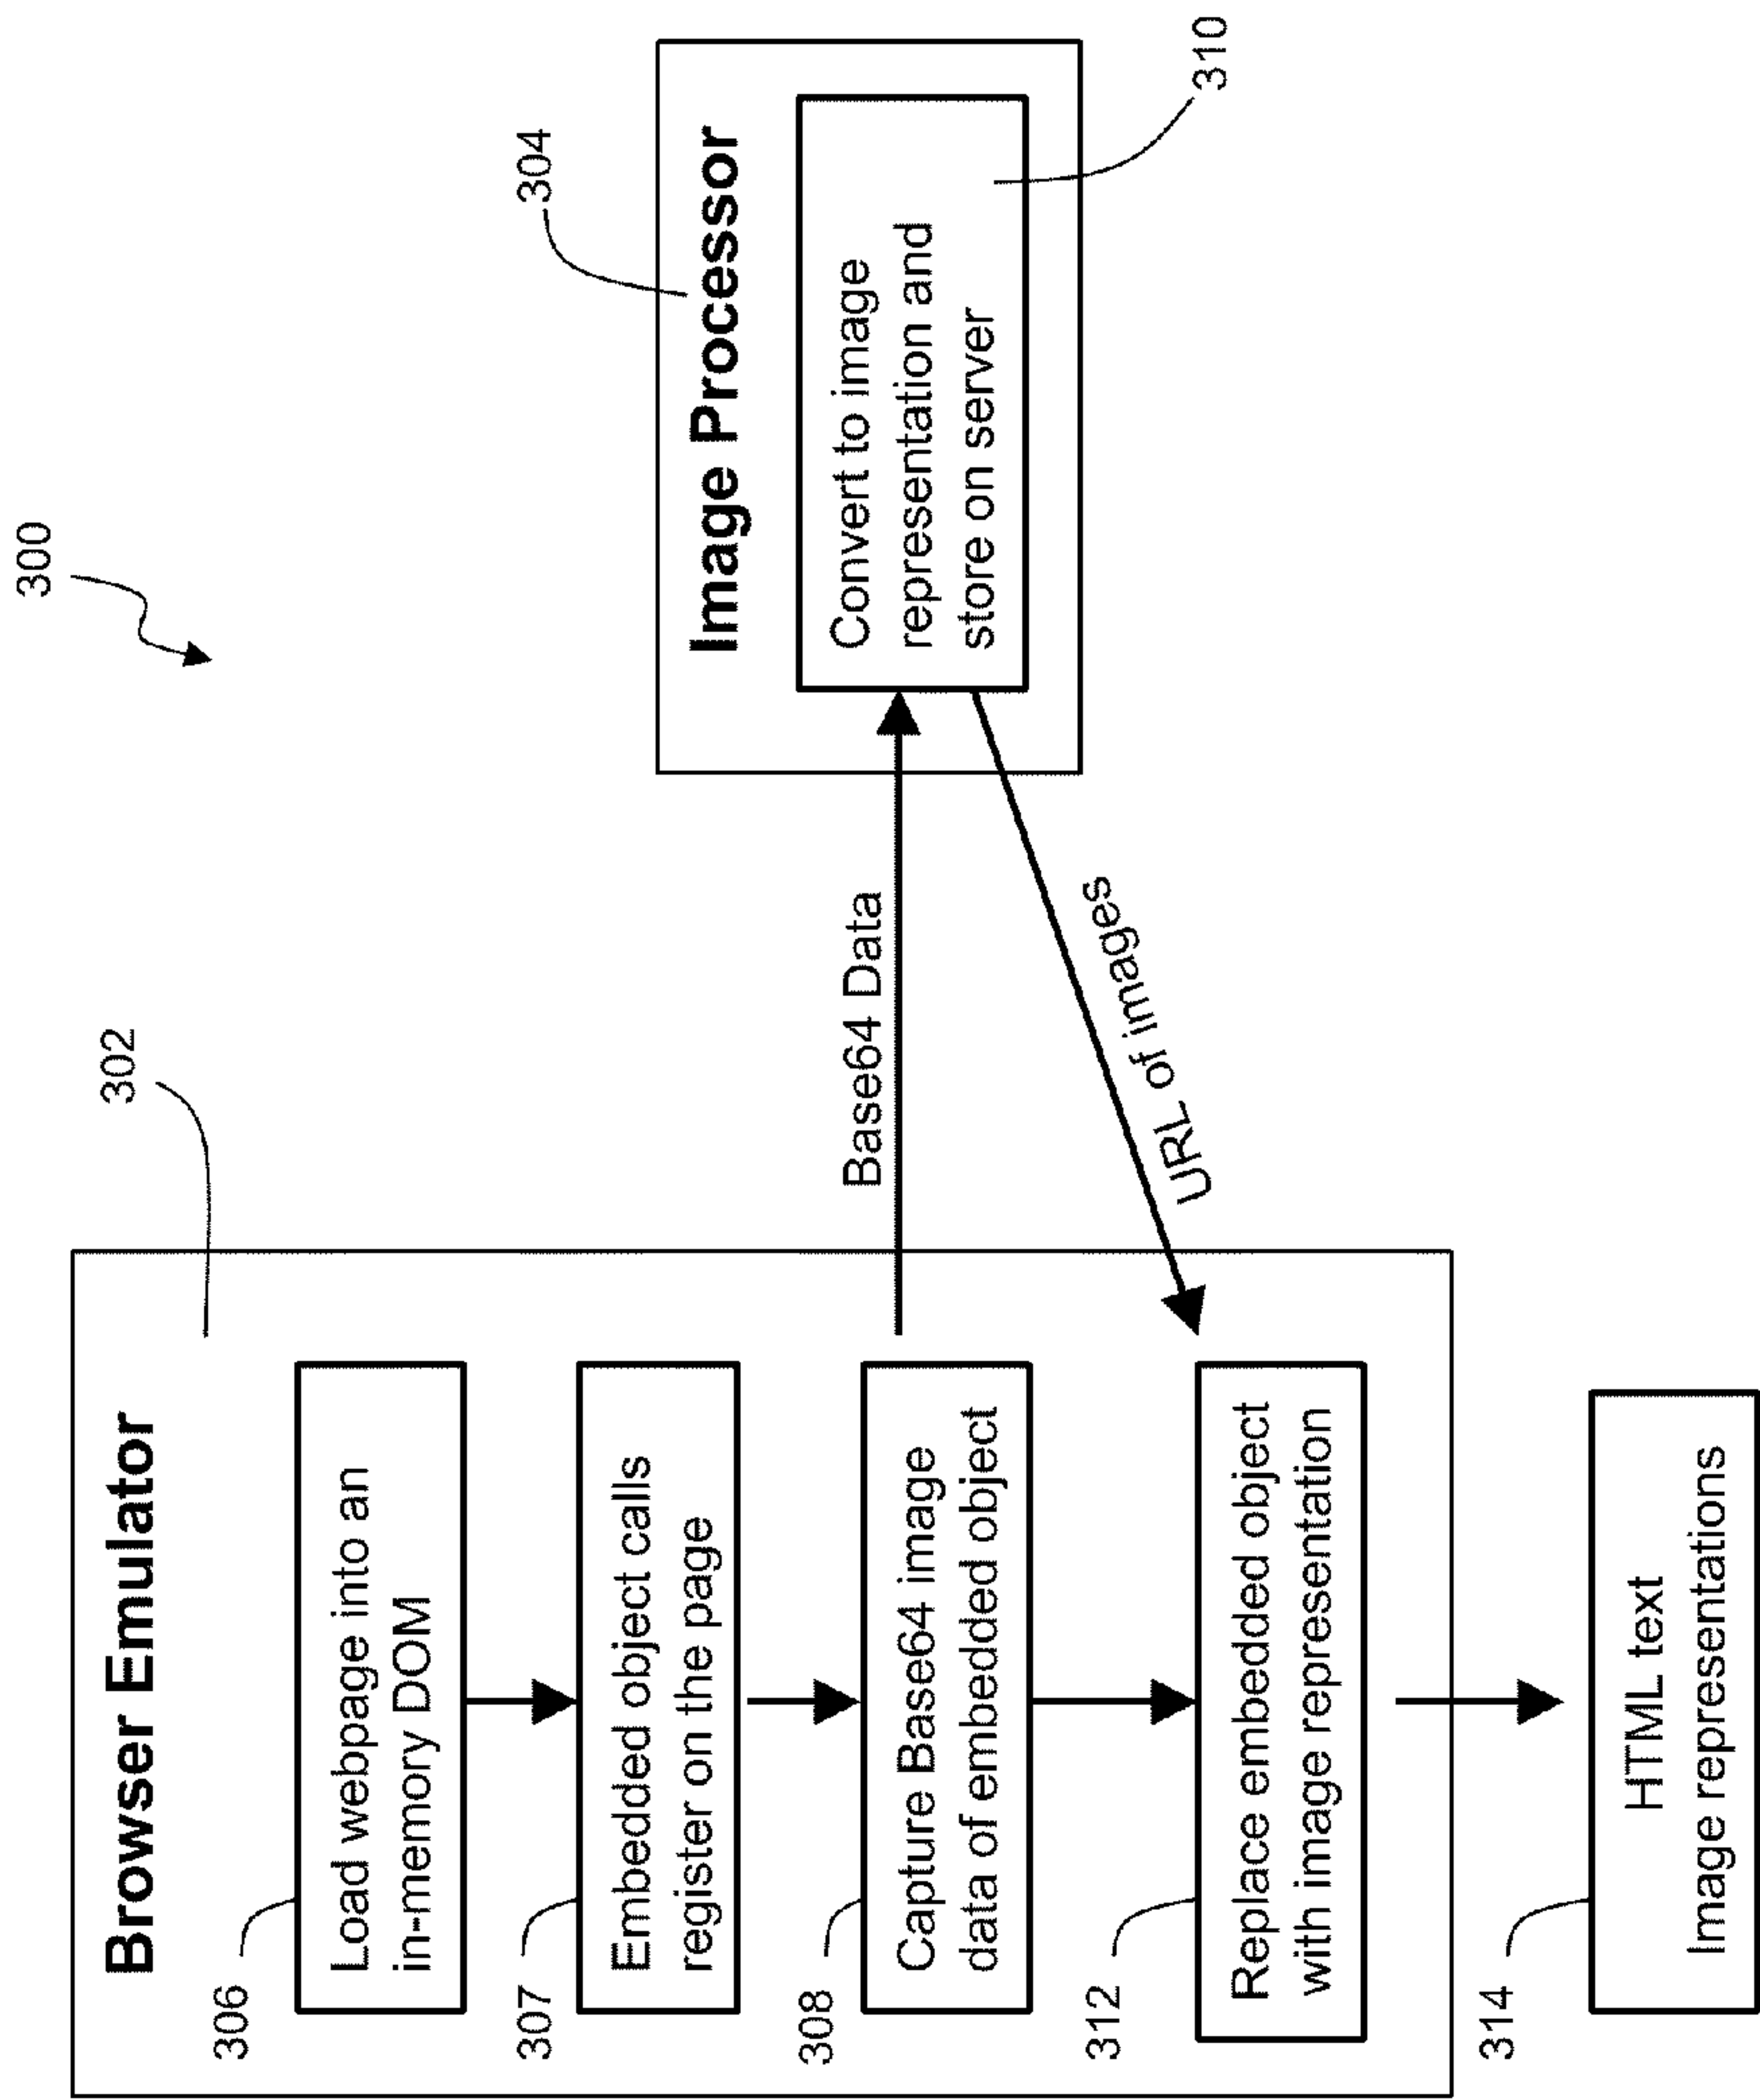 300
302
Browser Emulator
306
Load webpage into an
in-memory DOM
307
Embedded object calls
register on the page
308
Capture Base64 image
data of embedded object
312
Replace embedded object
with image representation
Base64 Data
URL of images
304
Image Processor
Convert to image
representation and
store on server
310
314
HTML text
Image representations